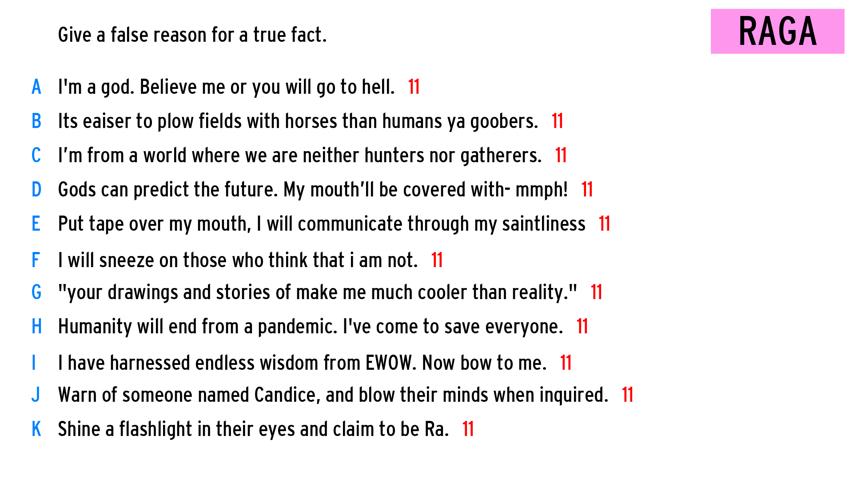 Give a false reason for a true fact.
RAGA
A I'm a god. Believe me or you will go to hell. 11
B Its eaiser to plow fields with horses than humans ya goobers. 11
C I’m from a world where we are neither hunters nor gatherers. 11
D Gods can predict the future. My mouth’ll be covered with- mmph! 11
E Put tape over my mouth, I will communicate through my saintliness 11
F I will sneeze on those who think that i am not. 11
G "your drawings and stories of make me much cooler than reality." 11
H Humanity will end from a pandemic. I've come to save everyone. 11
I I have harnessed endless wisdom from EWOW. Now bow to me. 11
J Warn of someone named Candice, and blow their minds when inquired. 11
K Shine a flashlight in their eyes and claim to be Ra. 11